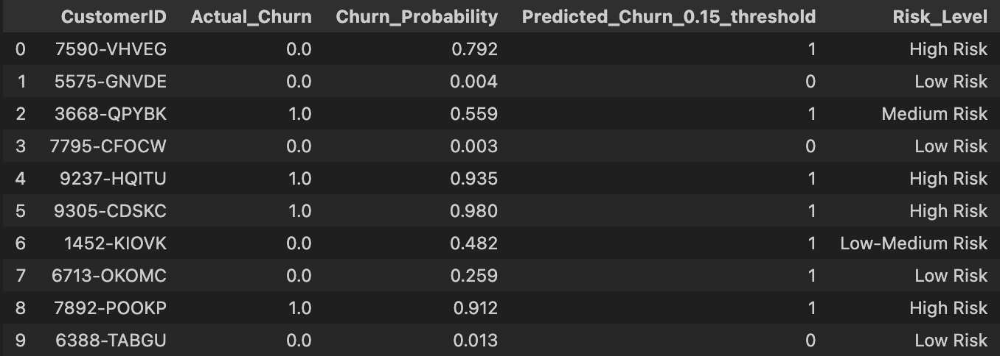 CustomerID Actual_Churn Churn_Probability Predicted_Churn_0.15_threshold Risk_Level
0 7590-VHVEG 0.0 0.792 1 High Risk
1 5575-GNVDE 0.0 0.004 0 Low Risk
2 3668-QPYBK 1.0 0.559 1 Medium Risk
3 7795-CFOCW 0.0 0.003 0 Low Risk
4 9237-HQITU 1.0 0.935 1 High Risk
5 9305-CDSKC 1.0 0.980 1 High Risk
6 1452-KIOVK 0.0 0.482 1 Low-Medium Risk
7 6713-OKOMC 0.0 0.259 1 Low Risk
8 7892-POOKP 1.0 0.912 1 High Risk
9 6388-TABGU 0.0 0.013 0 Low Risk